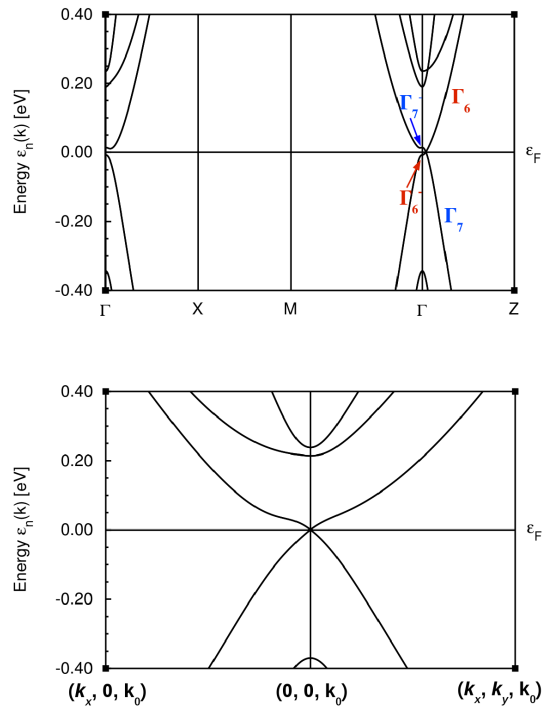 0.40
0.20
0.00
-0.20
-0.40
Energy εn(k) [eV]
εF
Γ7-
Γ6
Γ6-
Γ7
Γ X M Γ Z
0.40
0.20
0.00
-0.20
-0.40
Energy εn(k) [eV]
εF
(kx, 0, k0) (0, 0, k0) (kx, ky, k0)